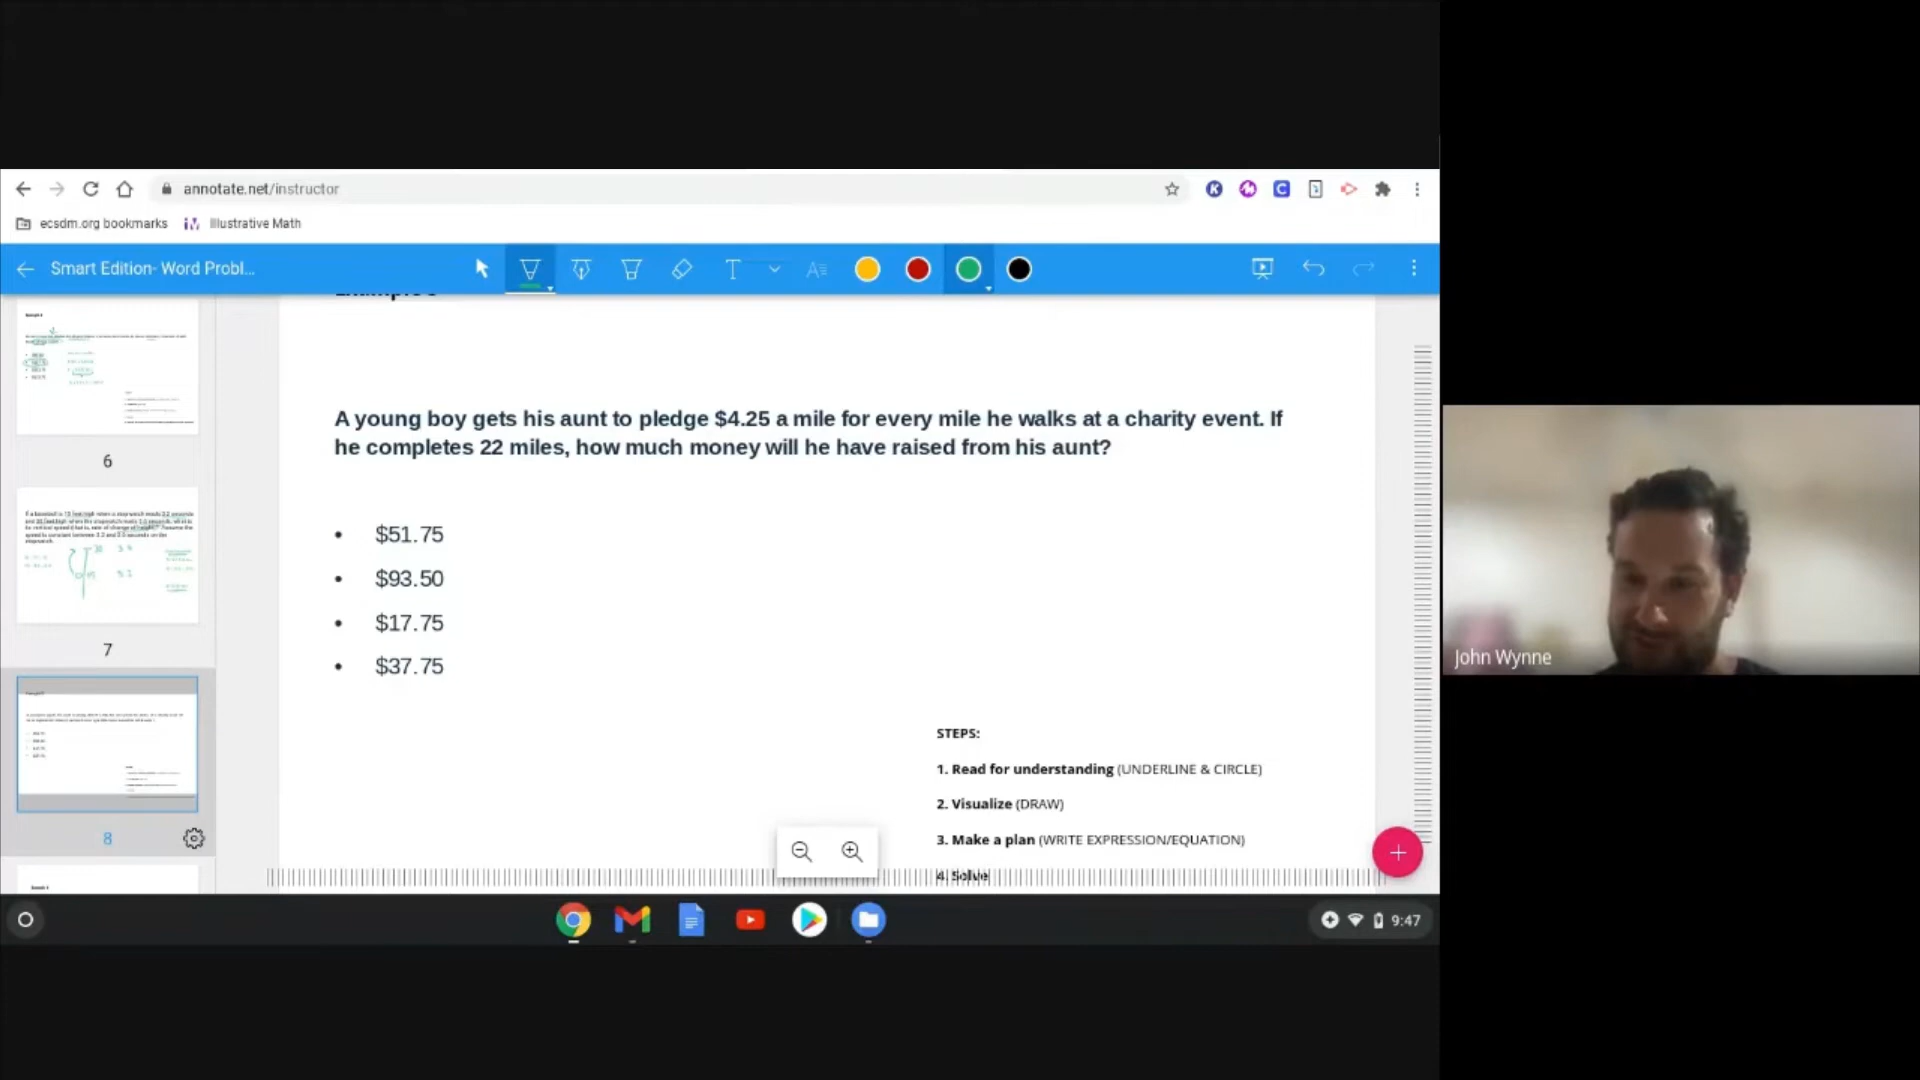 annotate.net/instructor
ecsdm.org bookmarks
Illustrative Math
Smart Edition- Word Probl...
T
6
7
8
A young boy gets his aunt to pledge $4.25 a mile for every mile he walks at a charity event. If
he completes 22 miles, how much money will he have raised from his aunt?
• $51.75
• $93.50
• $17.75
• $37.75
STEPS:
1. Read for understanding (UNDERLINE & CIRCLE)
2. Visualize (DRAW)
3. Make a plan (WRITE EXPRESSION/EQUATION)
4. Solve
9:47
John Wynne